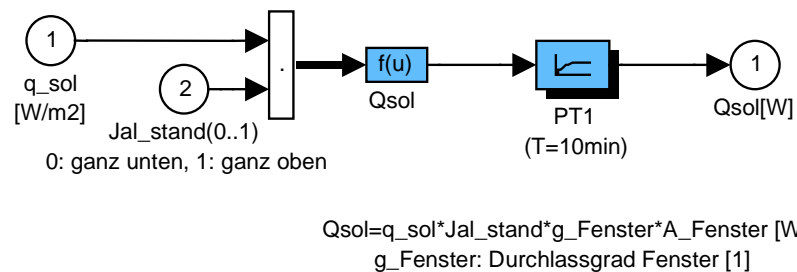 1
q_sol
[W/m2]
2
Jal_stand(0..1)
0: ganz unten, 1: ganz oben
.
f(u)
Qsol
PT1
(T=10min)
1
Qsol[W]
Qsol=q_sol*Jal_stand*g_Fenster*A_Fenster [W
g_Fenster: Durchlassgrad Fenster [1]